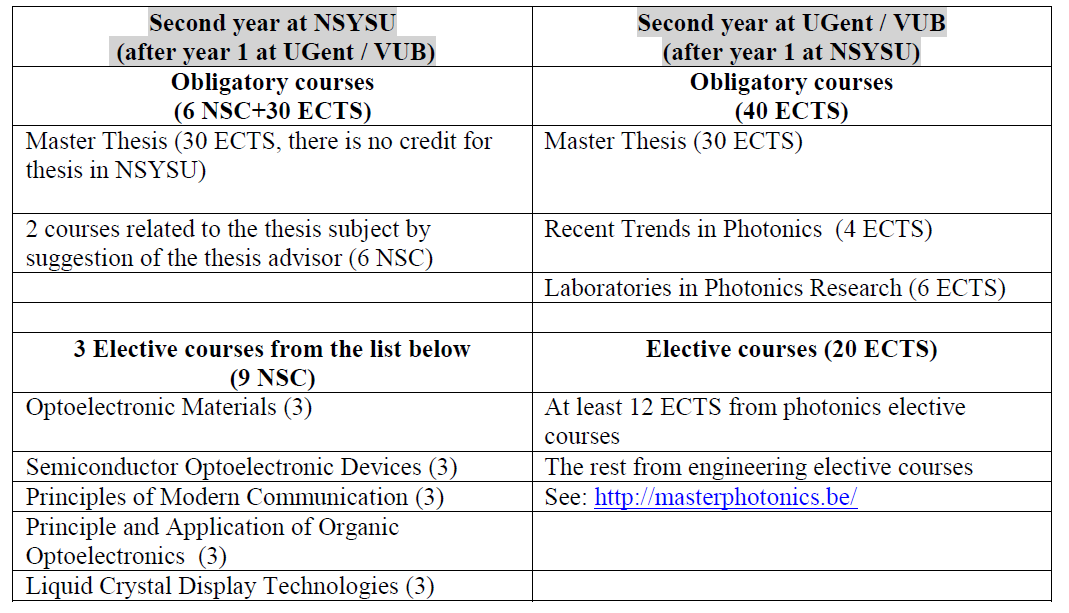 Second year at NSYSU
(after year 1 at UGent / VUB)
Second year at UGent / VUB
(after year 1 at NSYSU)
Obligatory courses
(6 NSC+30 ECTS)
Obligatory courses
(40 ECTS)
Master Thesis (30 ECTS, there is no credit for
thesis in NSYSU)
Master Thesis (30 ECTS)
2 courses related to the thesis subject by
suggestion of the thesis advisor (6 NSC)
Recent Trends in Photonics (4 ECTS)
Laboratories in Photonics Research (6 ECTS)
3 Elective courses from the list below
(9 NSC)
Elective courses (20 ECTS)
Optoelectronic Materials (3)
At least 12 ECTS from photonics elective
courses
Semiconductor Optoelectronic Devices (3)
The rest from engineering elective courses
Principles of Modern Communication (3)
See: http://masterphotonics.be/
Principle and Application of Organic
Optoelectronics (3)
Liquid Crystal Display Technologies (3)